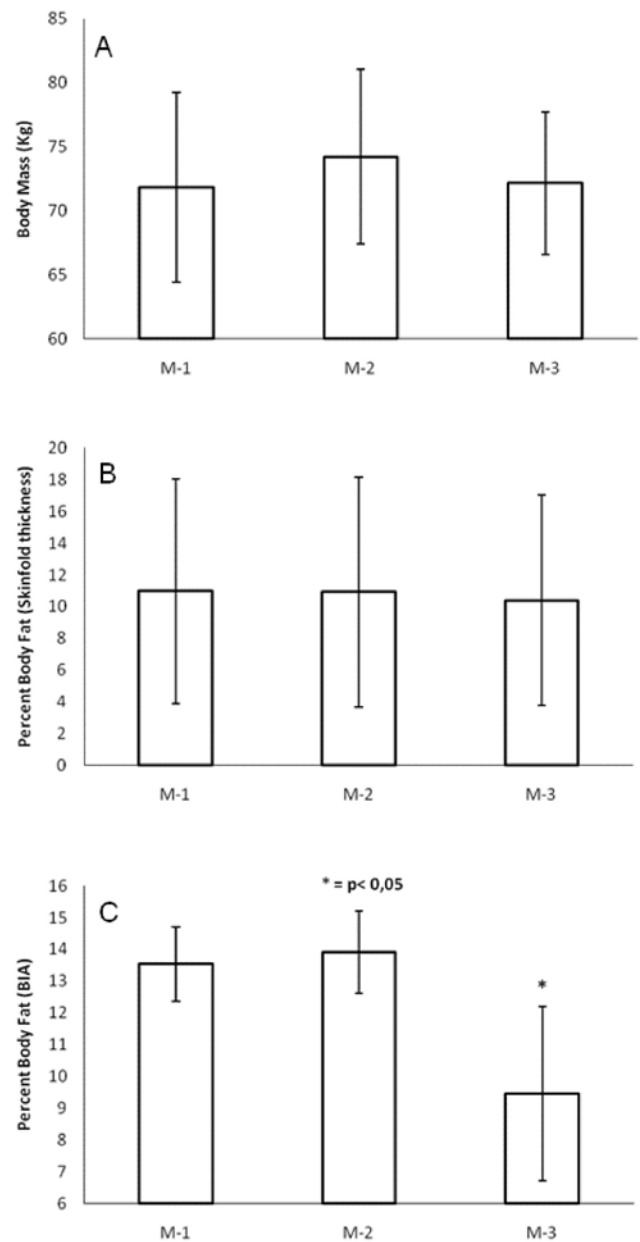 A
Body Mass (Kg)
85
80
75
70
65
60
M-1 M-2 M-3
B
Percent Body Fat (Skinfold thickness)
20
18
16
14
12
10
8
6
4
2
0
M-1 M-2 M-3
* = p< 0,05
C
Percent Body Fat (BIA)
16
15
14
13
12
11
10
9
8
7
6
*
M-1 M-2 M-3